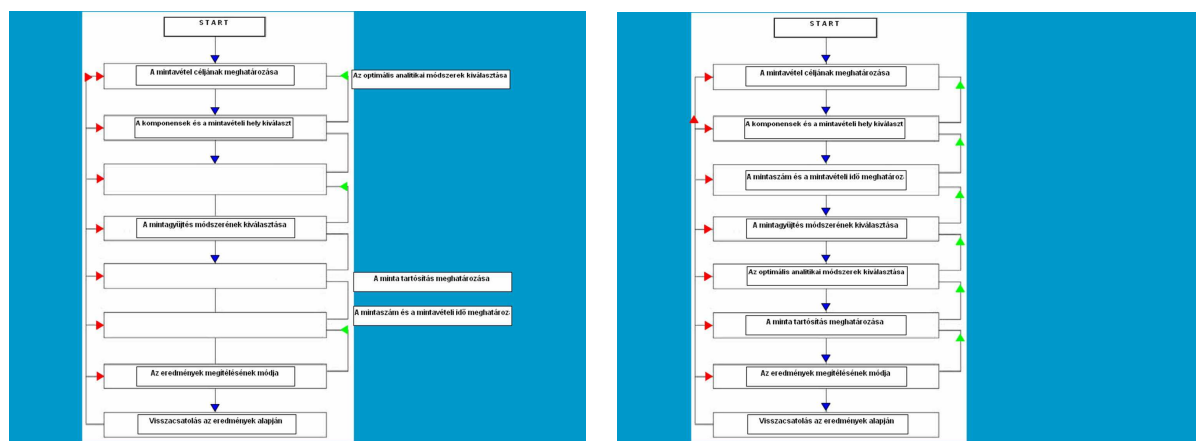 START
A mintavétel céljának meghatározása
Az optimális analitikai módszerek kiválasztása
A komponensek és a mintavételi hely kiválaszt
A mintagyűjtés módszerének kiválasztása
A minta tartósítás meghatározása
A mintaszám és a mintavételi idő meghatároz
Az eredmények megítélésének módja
Visszacsatolás az eredmények alapján
START
A mintavétel céljának meghatározása
A komponensek és a mintavételi hely kiválaszt
A mintaszám és a mintavételi idő meghatároz
A mintagyűjtés módszerének kiválasztása
Az optimális analitikai módszerek kiválasztása
A minta tartósítás meghatározása
Az eredmények megítélésének módja
Visszacsatolás az eredmények alapján